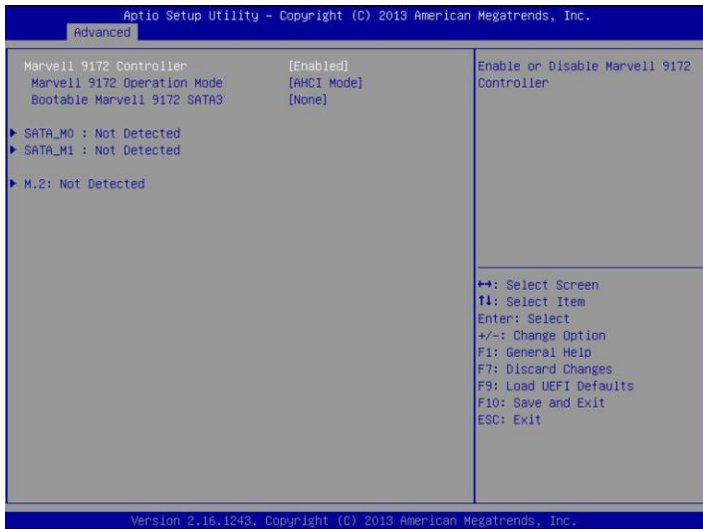 Aptio Setup Utility – Copyright (C) 2013 American Megatrends, Inc.
Advanced
Marvell 9172 Controller [Enabled]
Marvell 9172 Operation Mode [AHCI Mode]
Bootable Marvell 9172 SATA3 [None]
▶ SATA_M0 : Not Detected
▶ SATA_M1 : Not Detected
▶ M.2: Not Detected
Enable or Disable Marvell 9172
Controller
↔: Select Screen
↑↓: Select Item
Enter: Select
+/-: Change Option
F1: General Help
F7: Discard Changes
F9: Load UEFI Defaults
F10: Save and Exit
ESC: Exit
Version 2.16.1243. Copyright (C) 2013 American Megatrends, Inc.